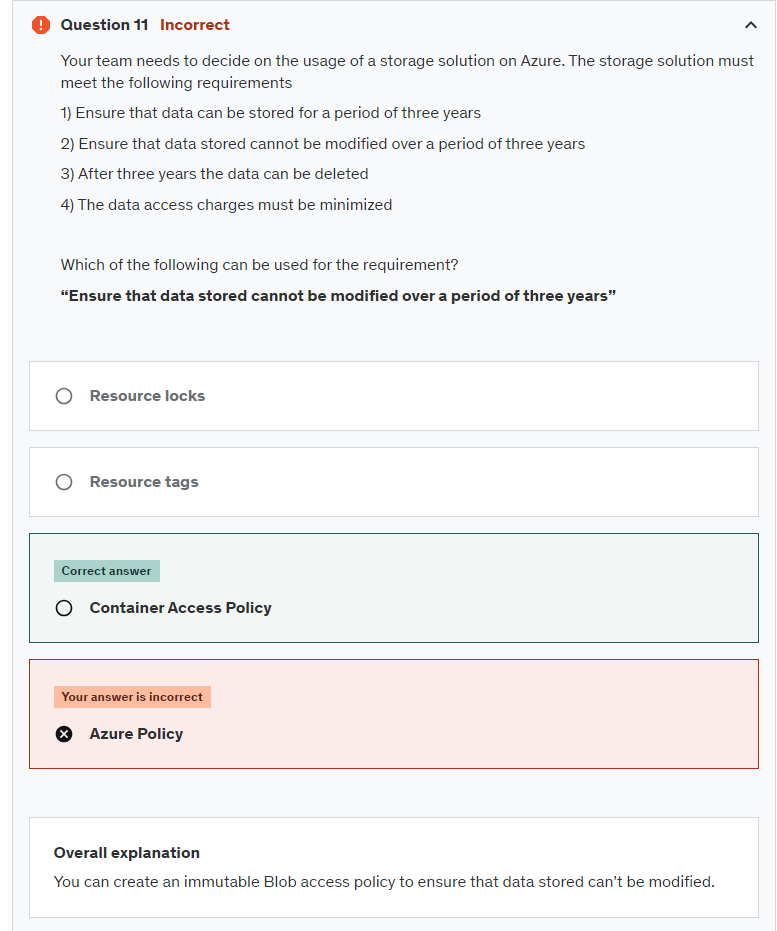 Question 11 Incorrect
Your team needs to decide on the usage of a storage solution on Azure. The storage solution must
meet the following requirements
1) Ensure that data can be stored for a period of three years
2) Ensure that data stored cannot be modified over a period of three years
3) After three years the data can be deleted
4) The data access charges must be minimized
Which of the following can be used for the requirement?
“Ensure that data stored cannot be modified over a period of three years”
Resource locks
Resource tags
Correct answer
Container Access Policy
Your answer is incorrect
Azure Policy
Overall explanation
You can create an immutable Blob access policy to ensure that data stored can’t be modified.